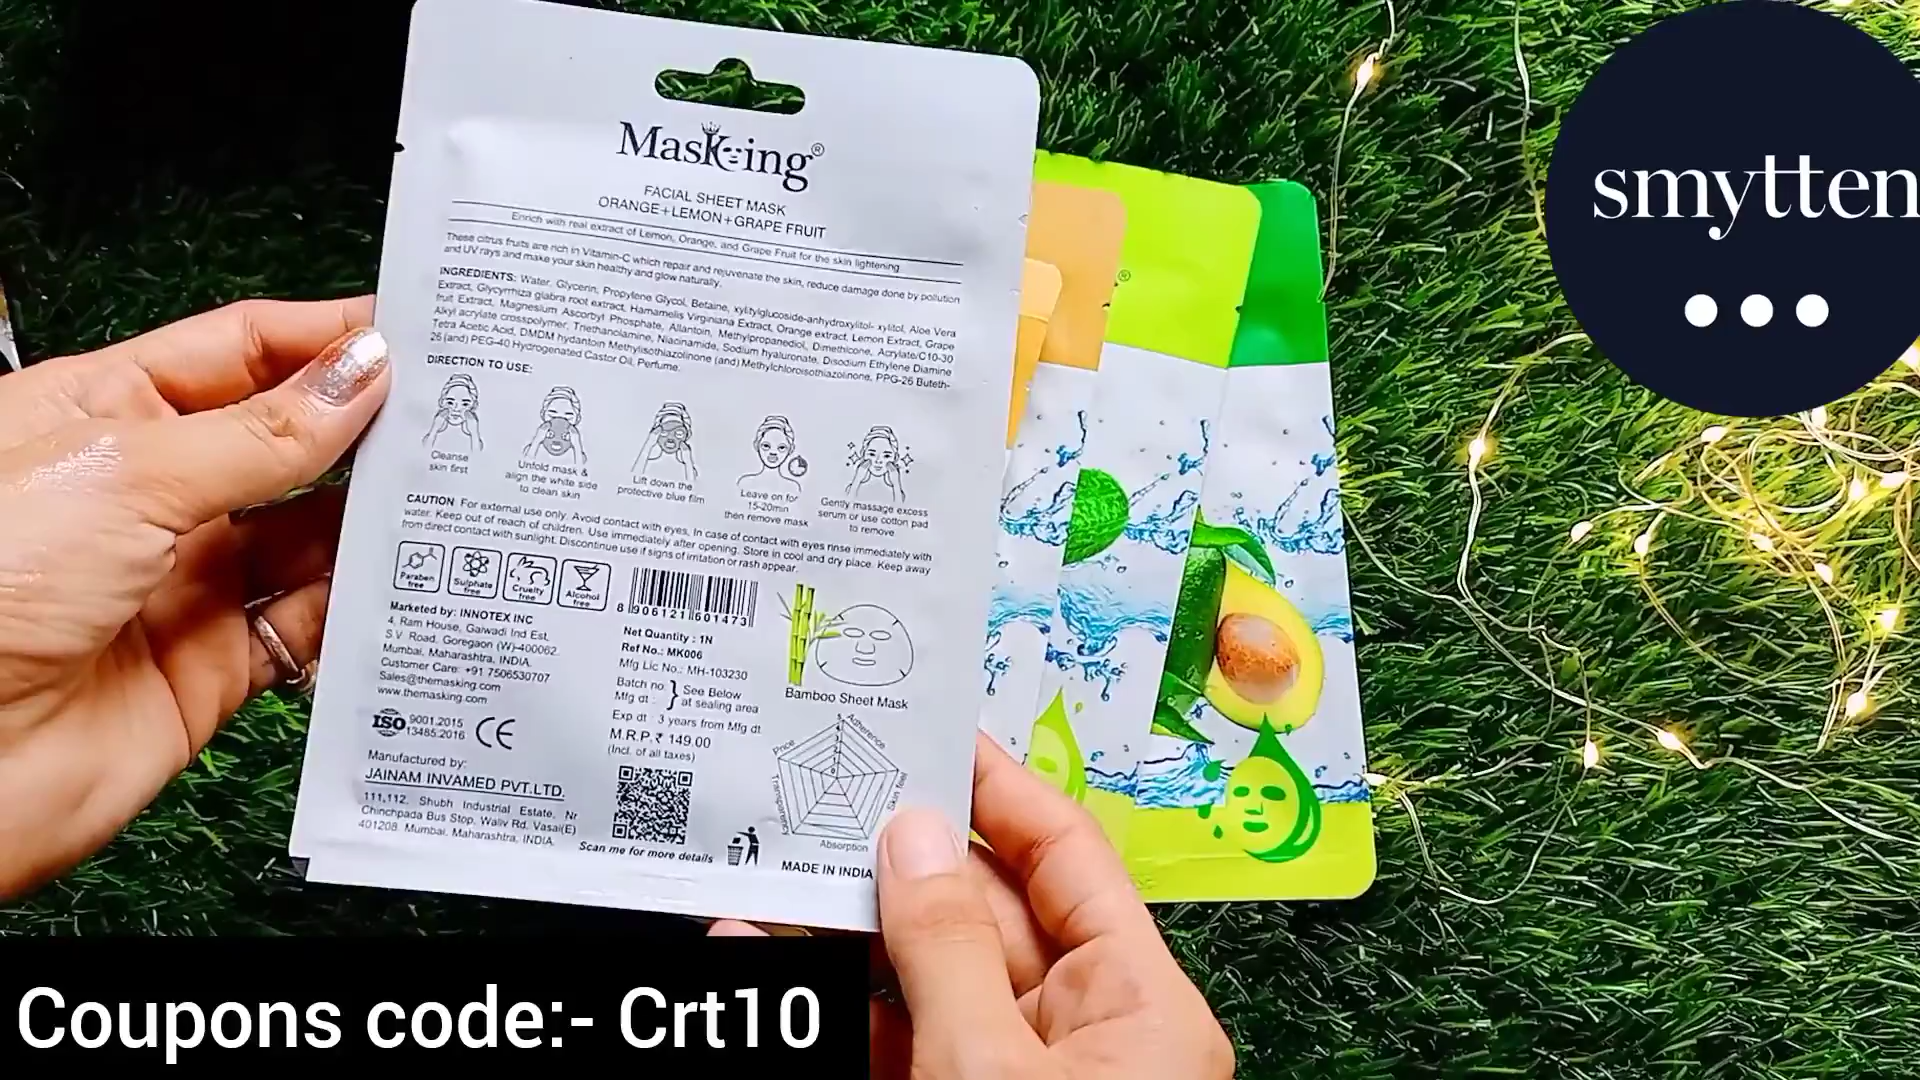 MasKing®
FACIAL SHEET MASK
ORANGE+LEMON+GRAPE FRUIT
Enrich with real extract of Lemon, Orange, and Grape Fruit for the skin lightening
These citrus fruits are rich in Vitamin-C which repair and rejuvenate the skin, reduce damage done by pollution
and UV rays and make your skin healthy and glow naturally.
INGREDIENTS: Water, Glycerin, Propylene Glycol, Betaine, xylitylglucoside-anhydroxylitol- xylitol, Aloe Vera
Extract, Glycyrrhiza glabra root extract, Hamamelis Virginiana Extract, Orange extract, Lemon Extract, Grape
fruit Extract, Magnesium Ascorbyl Phosphate, Allantoin, Methylpropanediol, Dimethicone, Acrylate/C10-30
Alkyl acrylate crosspolymer, Triethanolamine, Niacinamide, Sodium hyaluronate, Disodium Ethylene Diamine
Tetra Acetic Acid, DMDM hydantoin Methylisothiazolinone (and) Methylchloroisothiazolinone, PPG-26 Buteth-
26 (and) PEG-40 Hydrogenated Castor Oil, Perfume.
DIRECTION TO USE:
Cleanse
skin first
Unfold mask &
align the white side
to clean skin
Lift down the
protective blue film
Leave on for
15-20min
then remove mask
Gently massage excess
serum or use cotton pad
to remove
CAUTION: For external use only. Avoid contact with eyes. In case of contact with eyes rinse immediately with
water. Keep out of reach of children. Use immediately after opening. Store in cool and dry place. Keep away
from direct contact with sunlight. Discontinue use if signs of irritation or rash appear.
Paraben
free
Sulphate
free
Cruelty
free
Alcohol
free
8 906121 601473
Marketed by: INNOTEX INC
4, Ram House, Gaiwadi Ind Est,
S.V. Road, Goregaon (W)-400062.
Mumbai, Maharashtra, INDIA.
Customer Care: +91 7506530707
Sales@themasking.com
www.themasking.com
ISO 9001:2015
13485:2016
CE
Manufactured by:
JAINAM INVAMED PVT.LTD.
111,112, Shubh Industrial Estate, Nr
Chinchpada Bus Stop, Waliv Rd, Vasai(E)
401208. Mumbai, Maharashtra, INDIA.
Net Quantity : 1N
Ref No.: MK006
Mfg Lic No.: MH-103230
Batch no
Mfg dt :
See Below
at sealing area
Exp dt : 3 years from Mfg dt
M.R.P.₹ 149.00
(Incl. of all taxes)
Scan me for more details
Bamboo Sheet Mask
Adherence
Price
Skin feel
Transparency
Absorption
MADE IN INDIA
smytten
Coupons code:- Crt10